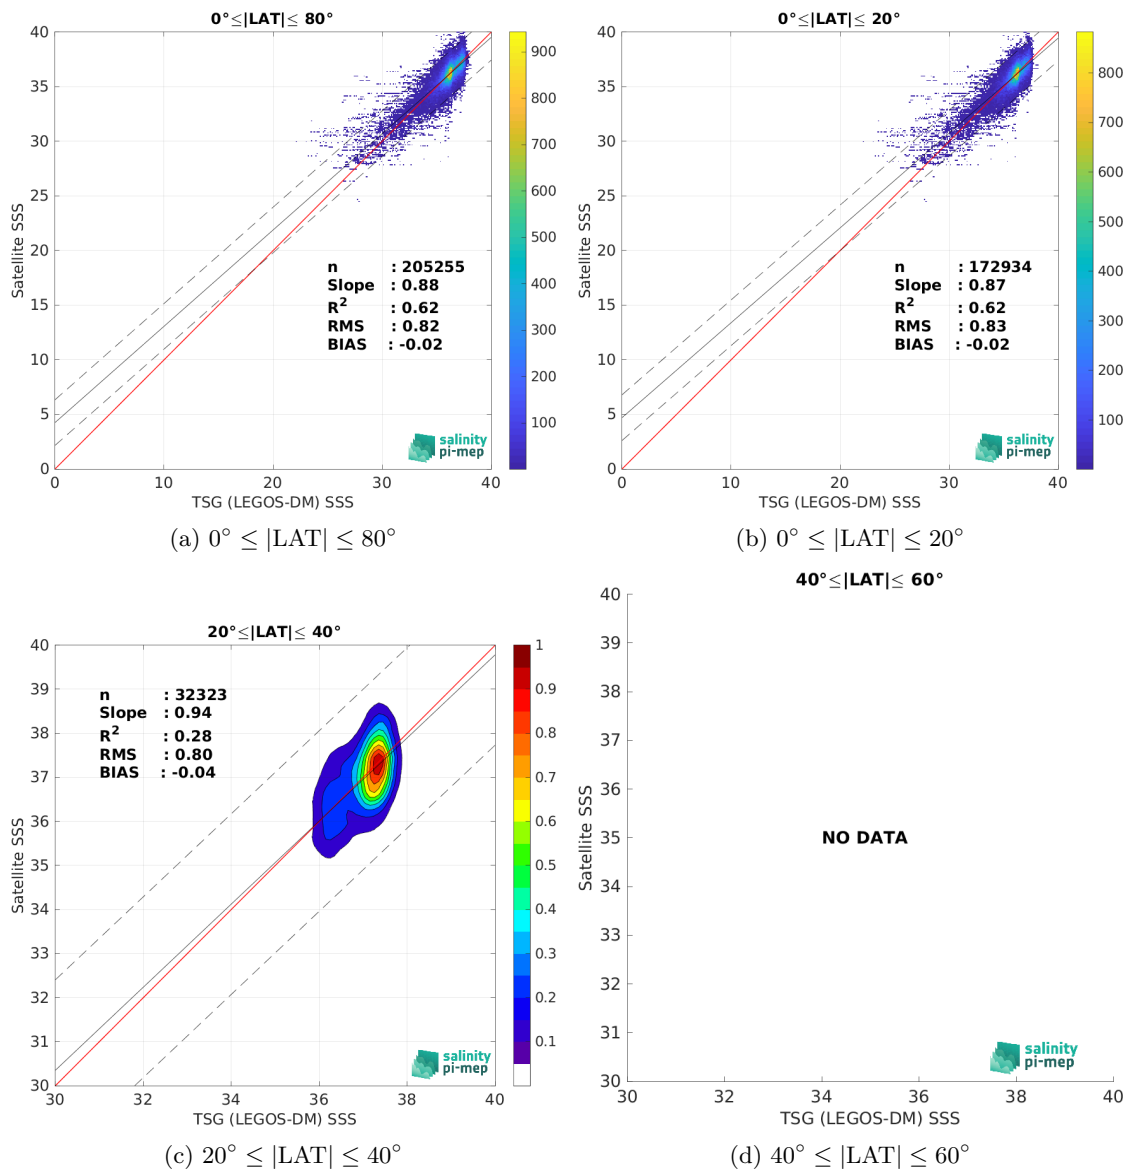 0°≤|LAT|≤ 80°
40
35
30
25
20
15
10
5
0
Satellite SSS
n : 205255
Slope : 0.88
R² : 0.62
RMS : 0.82
BIAS : -0.02
salinity
pi-mep
0 10 20 30 40
TSG (LEGOS-DM) SSS
900
800
700
600
500
400
300
200
100
(a) 0° ≤ |LAT| ≤ 80°
0°≤|LAT|≤ 20°
40
35
30
25
20
15
10
5
0
Satellite SSS
n : 172934
Slope : 0.87
R² : 0.62
RMS : 0.83
BIAS : -0.02
salinity
pi-mep
0 10 20 30 40
TSG (LEGOS-DM) SSS
800
700
600
500
400
300
200
100
(b) 0° ≤ |LAT| ≤ 20°
20°≤|LAT|≤ 40°
40
39
38
37
36
35
34
33
32
31
30
Satellite SSS
n : 32323
Slope : 0.94
R² : 0.28
RMS : 0.80
BIAS : -0.04
salinity
pi-mep
30 32 34 36 38 40
TSG (LEGOS-DM) SSS
1
0.9
0.8
0.7
0.6
0.5
0.4
0.3
0.2
0.1
(c) 20° ≤ |LAT| ≤ 40°
40°≤|LAT|≤ 60°
40
39
38
37
36
35
34
33
32
31
30
Satellite SSS
NO DATA
salinity
pi-mep
30 32 34 36 38 40
TSG (LEGOS-DM) SSS
(d) 40° ≤ |LAT| ≤ 60°